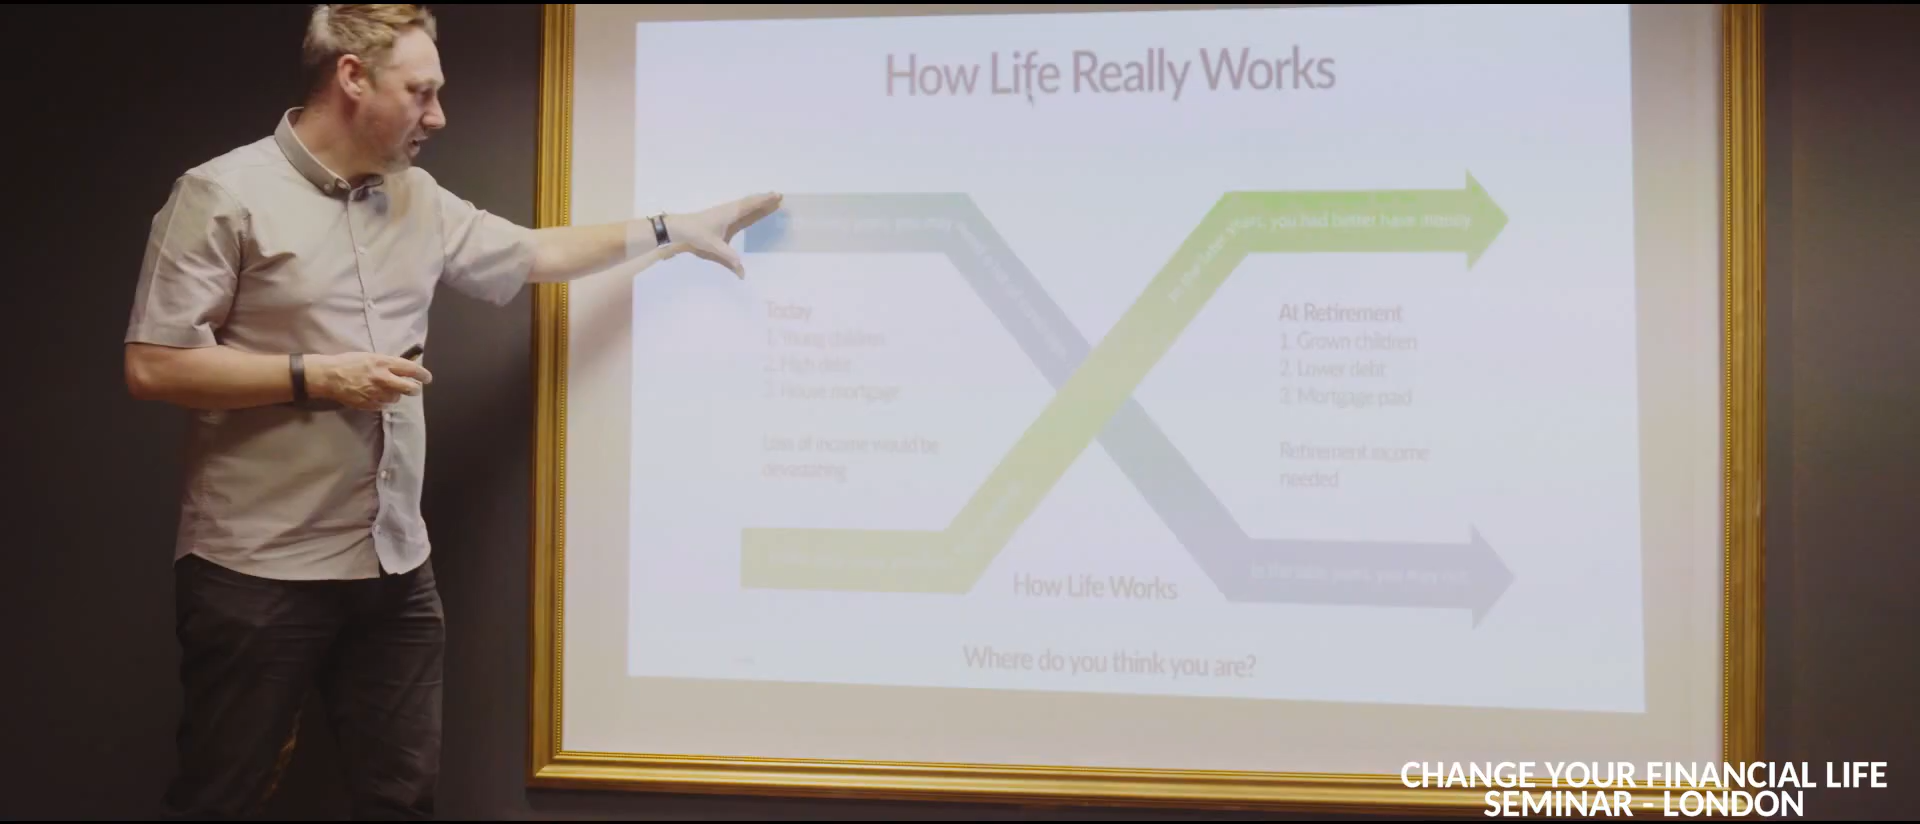 How Life Really Works
you had better have money
Today
1. Young children
2. High debt
3. House mortgage
Loss of income would be
devastating
At Retirement
1. Grown children
2. Lower debt
3. Mortgage paid
Retirement income
needed
In the later years, you may not
How Life Works
Where do you think you are?
CHANGE YOUR FINANCIAL LIFE
SEMINAR - LONDON